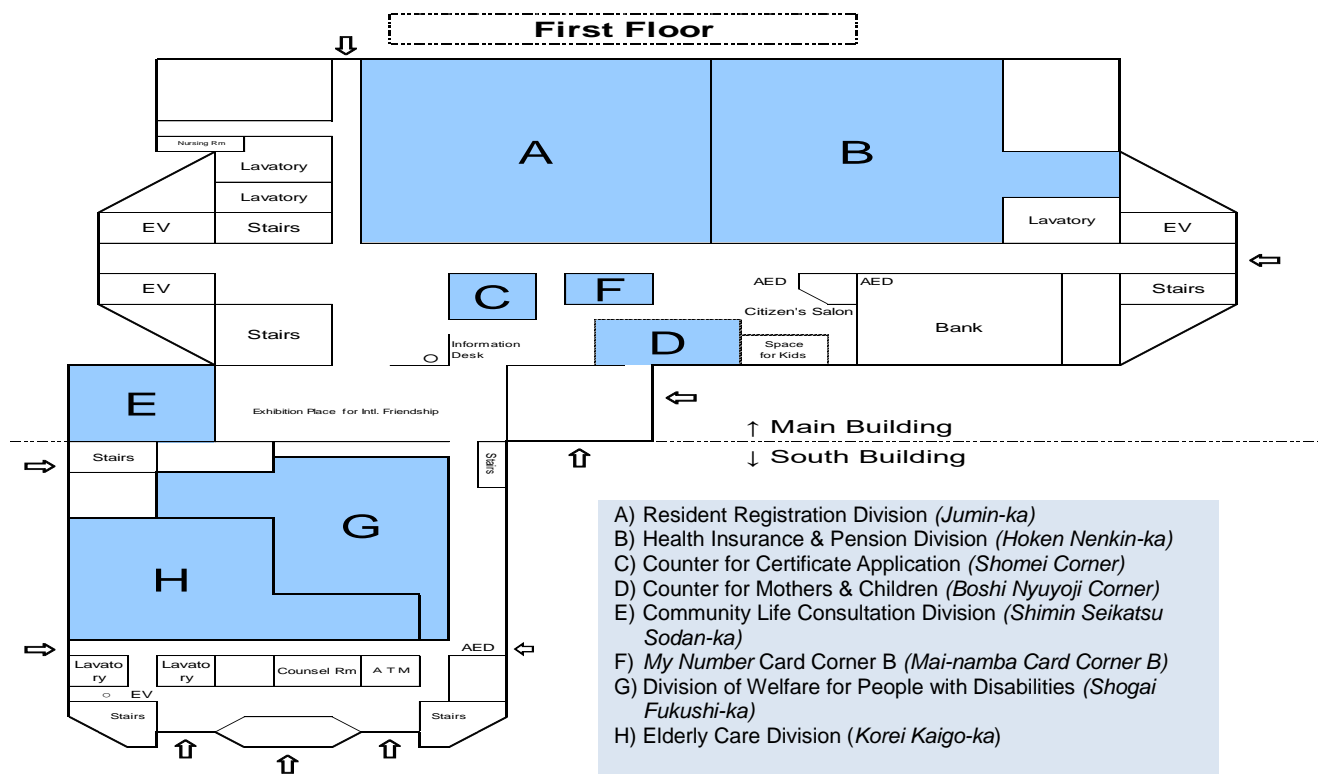 First Floor
Nursing Rm
Lavatory
Lavatory
EV
Stairs
A
B
Lavatory
EV
EV
C
F
AED
AED
Stairs
Stairs
Citizen's Salon
Bank
Information
Desk
D
Space
for Kids
E
Exhibition Place for Intl. Friendship
↑ Main Building
↓ South Building
Stairs
Stairs
G
H
AED
Lavato
ry
Lavato
ry
Counsel Rm
A T M
EV
Stairs
Stairs
A) Resident Registration Division (Jumin-ka)
B) Health Insurance & Pension Division (Hoken Nenkin-ka)
C) Counter for Certificate Application (Shomei Corner)
D) Counter for Mothers & Children (Boshi Nyuyoji Corner)
E) Community Life Consultation Division (Shimin Seikatsu
Sodan-ka)
F) My Number Card Corner B (Mai-namba Card Corner B)
G) Division of Welfare for People with Disabilities (Shogai
Fukushi-ka)
H) Elderly Care Division (Korei Kaigo-ka)